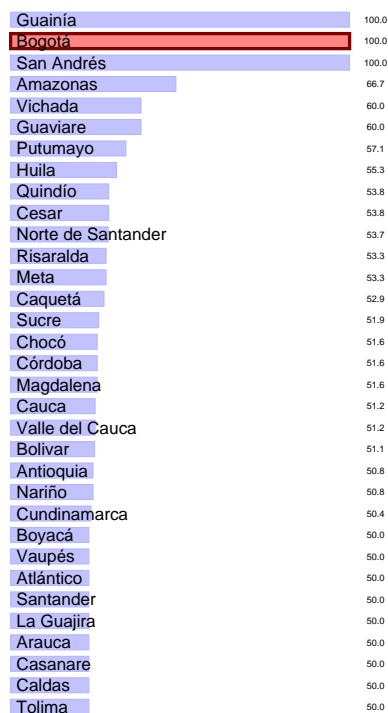 Guainía 100.0
Bogotá 100.0
San Andrés 100.0
Amazonas 66.7
Vichada 60.0
Guaviare 60.0
Putumayo 57.1
Huila 55.3
Quindío 53.8
Cesar 53.8
Norte de Santander 53.7
Risaralda 53.3
Meta 53.3
Caquetá 52.9
Sucre 51.9
Chocó 51.6
Córdoba 51.6
Magdalena 51.6
Cauca 51.2
Valle del Cauca 51.2
Bolivar 51.1
Antioquia 50.8
Nariño 50.8
Cundinamarca 50.4
Boyacá 50.0
Vaupés 50.0
Atlántico 50.0
Santander 50.0
La Guajira 50.0
Arauca 50.0
Casanare 50.0
Caldas 50.0
Tolima 50.0